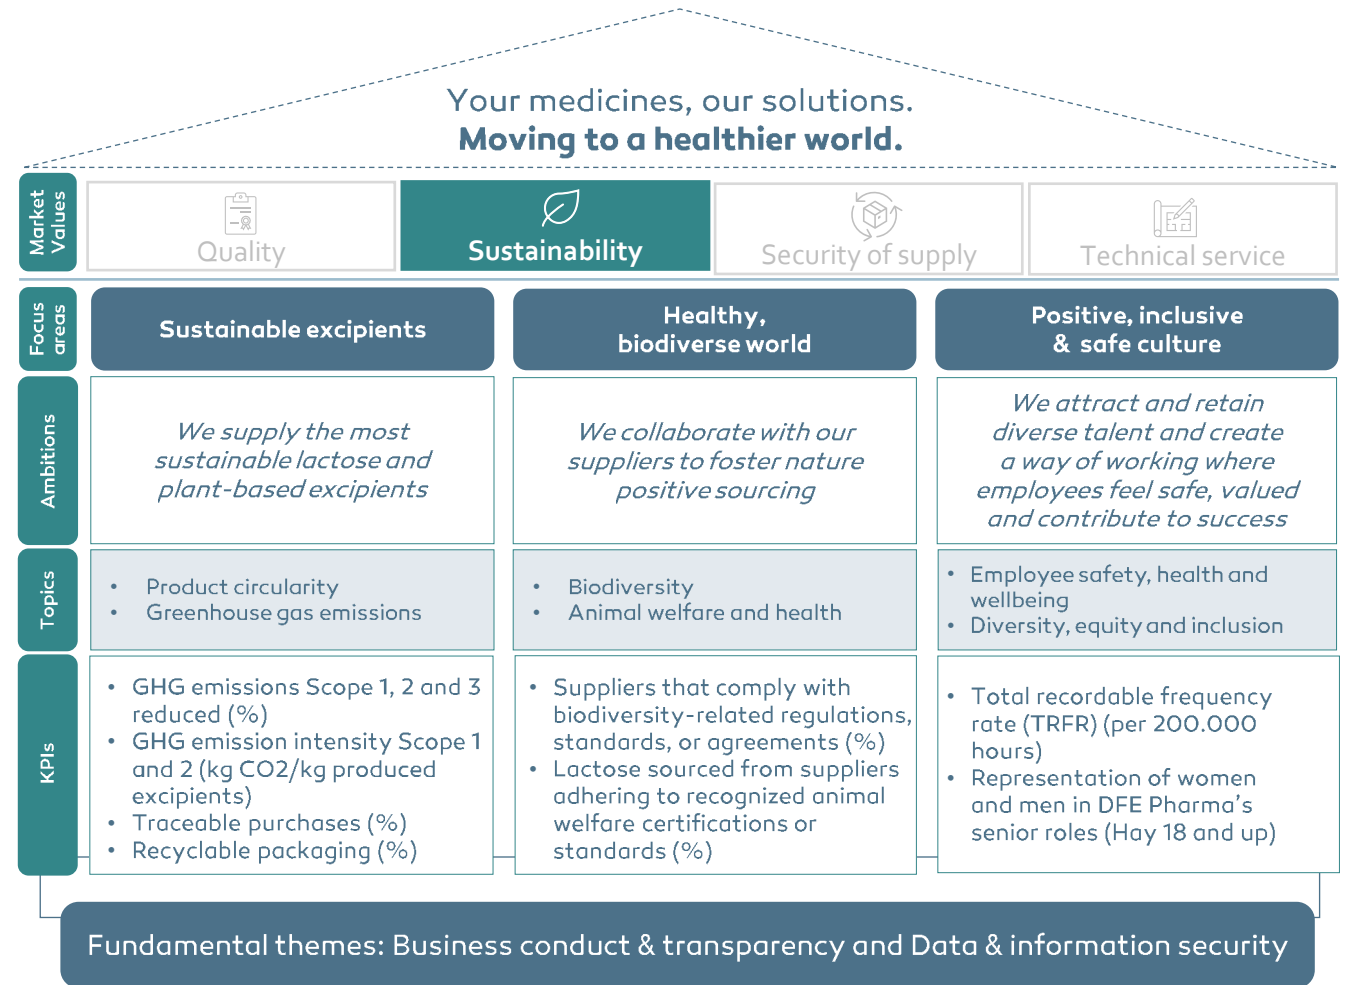 Your medicines, our solutions.
Moving to a healthier world.
Market
Values
Quality
Sustainability
Security of supply
Technical service
Focus
areas
Sustainable excipients
Healthy,
biodiverse world
Positive, inclusive
& safe culture
Ambitions
We supply the most
sustainable lactose and
plant-based excipients
We collaborate with our
suppliers to foster nature
positive sourcing
We attract and retain
diverse talent and create
a way of working where
employees feel safe, valued
and contribute to success
Topics
• Product circularity
• Greenhouse gas emissions
• Biodiversity
• Animal welfare and health
• Employee safety, health and
wellbeing
• Diversity, equity and inclusion
KPIs
• GHG emissions Scope 1, 2 and 3
reduced (%)
• GHG emission intensity Scope 1
and 2 (kg CO2/kg produced
excipients)
• Traceable purchases (%)
• Recyclable packaging (%)
• Suppliers that comply with
biodiversity-related regulations,
standards, or agreements (%)
• Lactose sourced from suppliers
adhering to recognized animal
welfare certifications or
standards (%)
• Total recordable frequency
rate (TRFR) (per 200.000
hours)
• Representation of women
and men in DFE Pharma's
senior roles (Hay 18 and up)
Fundamental themes: Business conduct & transparency and Data & information security